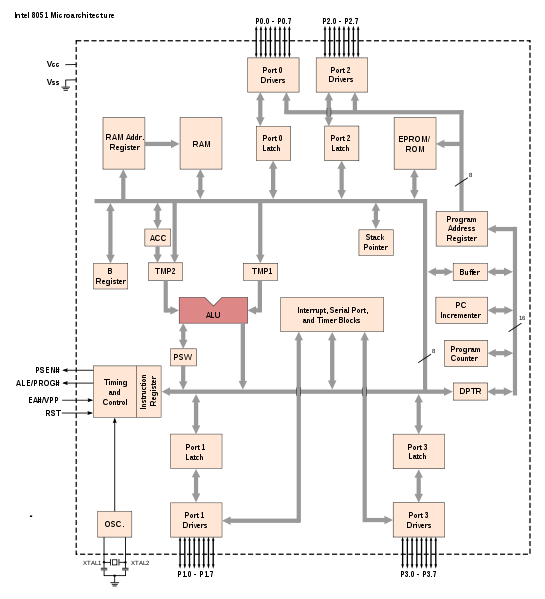 Intel 8051 Microarchitecture
P0.0 - P0.7
P2.0 - P2.7
Vcc
Vss
Port 0
Drivers
Port 2
Drivers
RAM Addr.
Register
RAM
Port 0
Latch
Port 2
Latch
EPROM/
ROM
8
Program
Address
Register
ACC
Stack
Pointer
B
Register
TMP2
TMP1
Buffer
ALU
Interrupt, Serial Port,
and Timer Blocks
PC
Incrementer
16
PSW
8
Program
Counter
PSEN#
ALE/PROG#
EA#/VPP
RST
Timing
and
Control
Instruction
Register
DPTR
Port 1
Latch
Port 3
Latch
OSC.
Port 1
Drivers
Port 3
Drivers
XTAL1
XTAL2
P1.0 - P1.7
P3.0 - P3.7